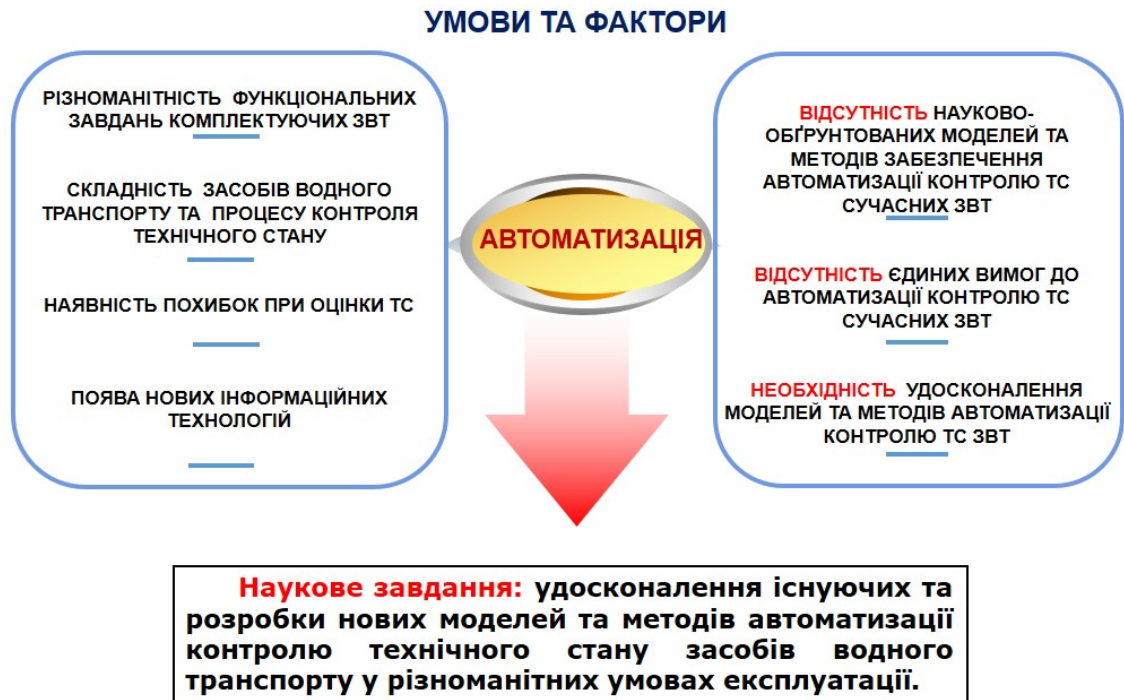 УМОВИ ТА ФАКТОРИ
РІЗНОМАНІТНІСТЬ ФУНКЦІОНАЛЬНИХ
ЗАВДАНЬ КОМПЛЕКТУЮЧИХ ЗВТ
СКЛАДНІСТЬ ЗАСОБІВ ВОДНОГО
ТРАНСПОРТУ ТА ПРОЦЕСУ КОНТРОЛЯ
ТЕХНІЧНОГО СТАНУ
НАЯВНІСТЬ ПОХИБОК ПРИ ОЦІНКИ ТС
ПОЯВА НОВИХ ІНФОРМАЦІЙНИХ
ТЕХНОЛОГІЙ
АВТОМАТИЗАЦІЯ
ВІДСУТНІСТЬ НАУКОВО-
ОБҐРУНТОВАНИХ МОДЕЛЕЙ ТА
МЕТОДІВ ЗАБЕЗПЕЧЕННЯ
АВТОМАТИЗАЦІЇ КОНТРОЛЮ ТС
СУЧАСНИХ ЗВТ
ВІДСУТНІСТЬ ЄДИНИХ ВИМОГ ДО
АВТОМАТИЗАЦІЇ КОНТРОЛЮ ТС
СУЧАСНИХ ЗВТ
НЕОБХІДНІСТЬ УДОСКОНАЛЕННЯ
МОДЕЛЕЙ ТА МЕТОДІВ АВТОМАТИЗАЦІЇ
КОНТРОЛЮ ТС ЗВТ
Наукове завдання: удосконалення існуючих та
розробки нових моделей та методів автоматизації
контролю технічного стану засобів водного
транспорту у різноманітних умовах експлуатації.